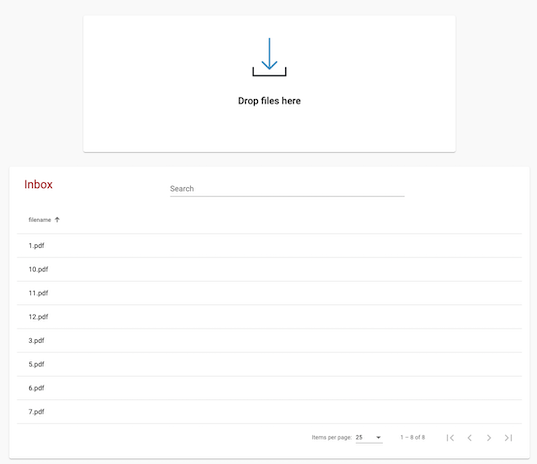 Drop files here
Inbox
Search
filename
1.pdf
10.pdf
11.pdf
12.pdf
3.pdf
5.pdf
6.pdf
7.pdf
Items per page: 25 1 – 8 of 8